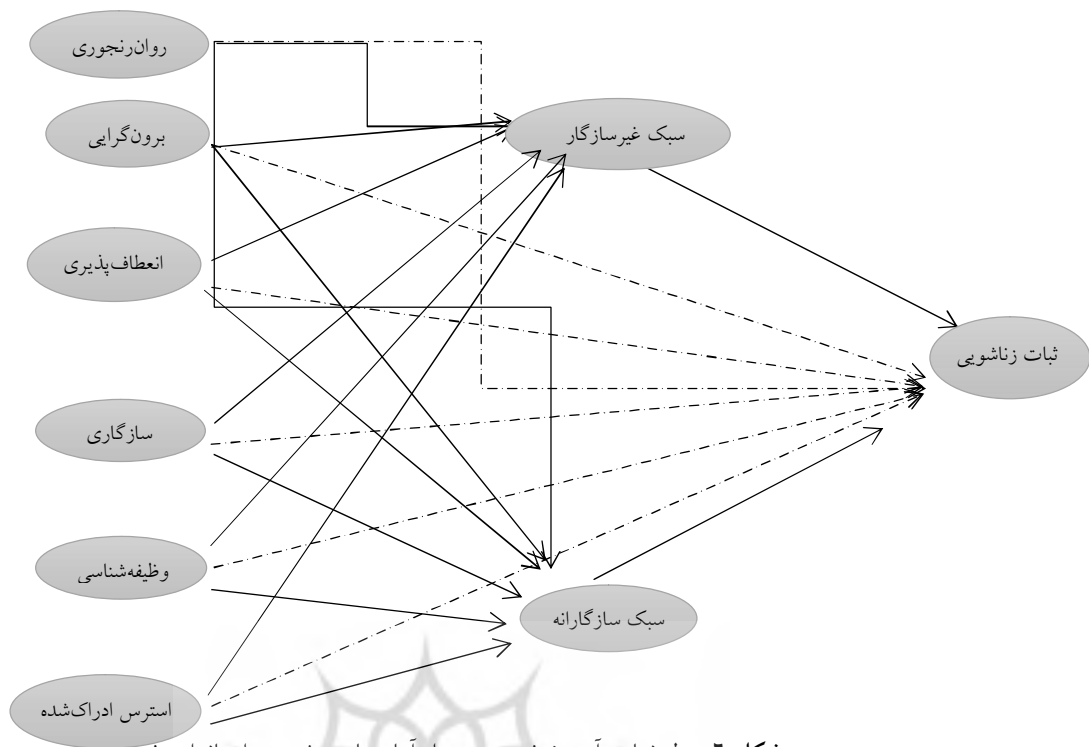 روان‌رنجوری
برون‌گرایی
سبک غیرسازگار
انعطاف‌پذیری
ثبات زناشویی
سازگاری
وظیفه‌شناسی
سبک سازگارانه
استرس ادراک‌شده